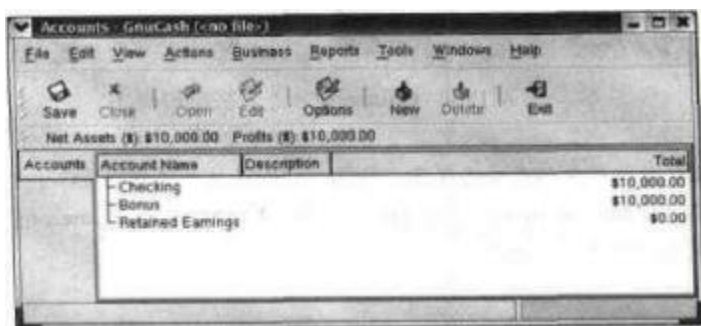 Accounts - GnuCash (<no file>)
File Edit View Actions Business Reports Tools Windows Help
Save Close Open Edit Options New Delete Exit
Net Assets ($): $10,000.00 Profits ($): $10,000.00
Accounts Account Name Description Total
Checking $10,000.00
Bonus $10,000.00
Retained Earnings $0.00